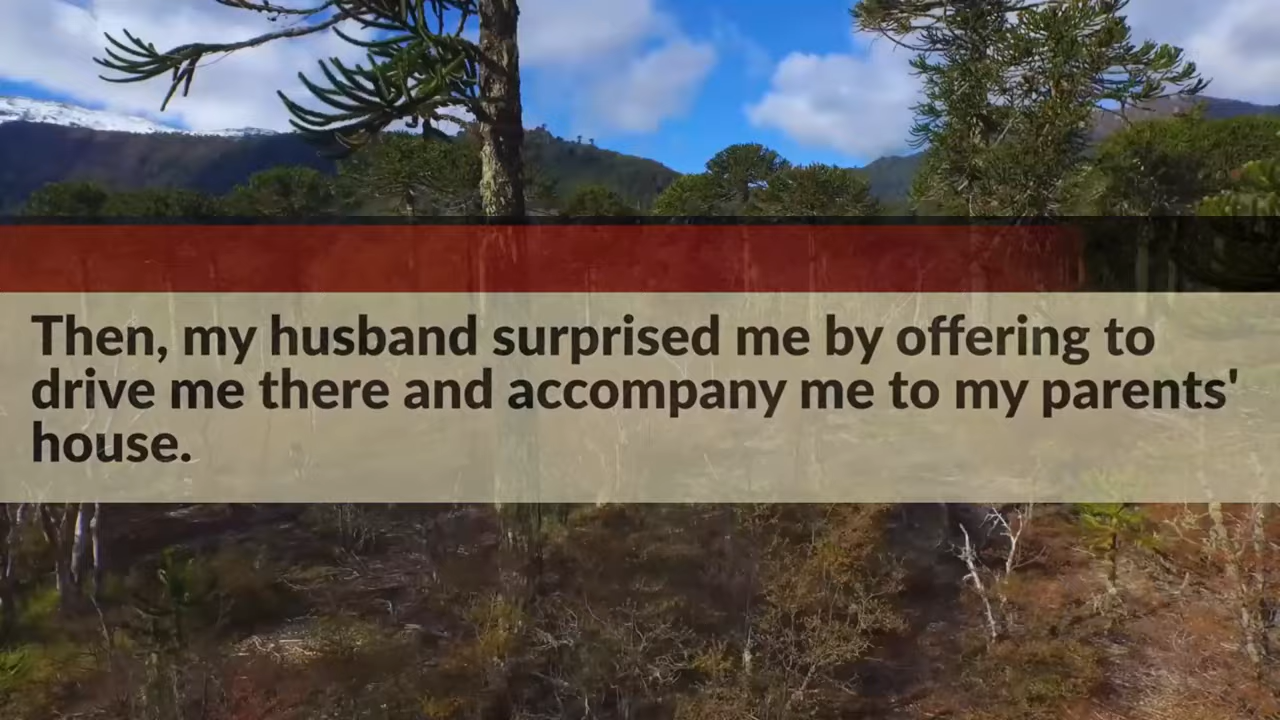 Then, my husband surprised me by offering to
drive me there and accompany me to my parents'
house.